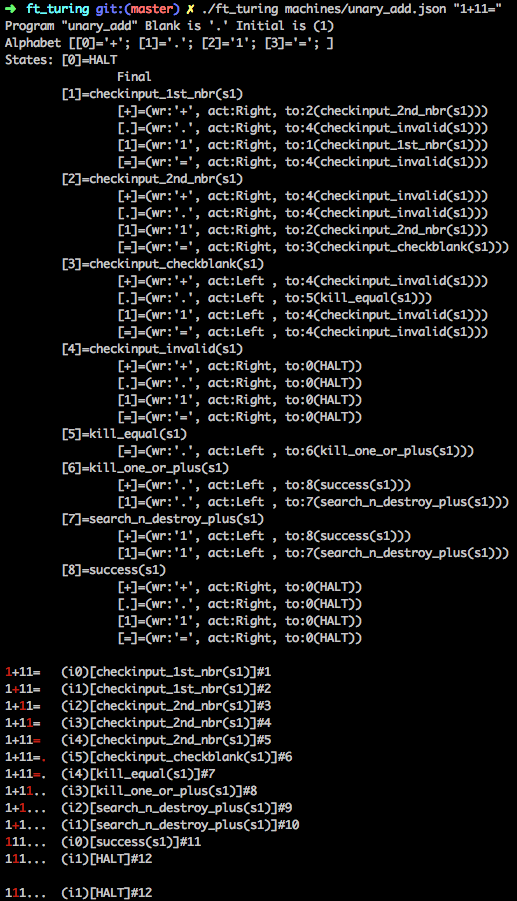 ➜  ft_turing git:(master) ✗ ./ft_turing machines/unary_add.json "1+11="
Program "unary_add" Blank is '.' Initial is (1)
Alphabet [[0]='+'; [1]='.'; [2]='1'; [3]='='; ]
States: [0]=HALT
Final
[1]=checkinput_1st_nbr(s1)
[+]=(wr:'+', act:Right, to:2(checkinput_2nd_nbr(s1)))
[.]=(wr:'.', act:Right, to:4(checkinput_invalid(s1)))
[1]=(wr:'1', act:Right, to:1(checkinput_1st_nbr(s1)))
[=]=(wr:'=', act:Right, to:4(checkinput_invalid(s1)))
[2]=checkinput_2nd_nbr(s1)
[+]=(wr:'+', act:Right, to:4(checkinput_invalid(s1)))
[.]=(wr:'.', act:Right, to:4(checkinput_invalid(s1)))
[1]=(wr:'1', act:Right, to:2(checkinput_2nd_nbr(s1)))
[=]=(wr:'=', act:Right, to:3(checkinput_checkblank(s1)))
[3]=checkinput_checkblank(s1)
[+]=(wr:'+', act:Left , to:4(checkinput_invalid(s1)))
[.]=(wr:'.', act:Left , to:5(kill_equal(s1)))
[1]=(wr:'1', act:Left , to:4(checkinput_invalid(s1)))
[=]=(wr:'=', act:Left , to:4(checkinput_invalid(s1)))
[4]=checkinput_invalid(s1)
[+]=(wr:'+', act:Right, to:0(HALT))
[.]=(wr:'.', act:Right, to:0(HALT))
[1]=(wr:'1', act:Right, to:0(HALT))
[=]=(wr:'=', act:Right, to:0(HALT))
[5]=kill_equal(s1)
[=]=(wr:'.', act:Left , to:6(kill_one_or_plus(s1)))
[6]=kill_one_or_plus(s1)
[+]=(wr:'.', act:Left , to:8(success(s1)))
[1]=(wr:'.', act:Left , to:7(search_n_destroy_plus(s1)))
[7]=search_n_destroy_plus(s1)
[+]=(wr:'1', act:Left , to:8(success(s1)))
[1]=(wr:'1', act:Left , to:7(search_n_destroy_plus(s1)))
[8]=success(s1)
[+]=(wr:'+', act:Right, to:0(HALT))
[.]=(wr:'.', act:Right, to:0(HALT))
[1]=(wr:'1', act:Right, to:0(HALT))
[=]=(wr:'=', act:Right, to:0(HALT))
1+11=   (i0)[checkinput_1st_nbr(s1)]#1
1+11=   (i1)[checkinput_1st_nbr(s1)]#2
1+11=   (i2)[checkinput_2nd_nbr(s1)]#3
1+11=   (i3)[checkinput_2nd_nbr(s1)]#4
1+11=   (i4)[checkinput_2nd_nbr(s1)]#5
1+11=.  (i5)[checkinput_checkblank(s1)]#6
1+11=.  (i4)[kill_equal(s1)]#7
1+11..  (i3)[kill_one_or_plus(s1)]#8
1+1...  (i2)[search_n_destroy_plus(s1)]#9
1+1...  (i1)[search_n_destroy_plus(s1)]#10
111...  (i0)[success(s1)]#11
111...  (i1)[HALT]#12
111...  (i1)[HALT]#12